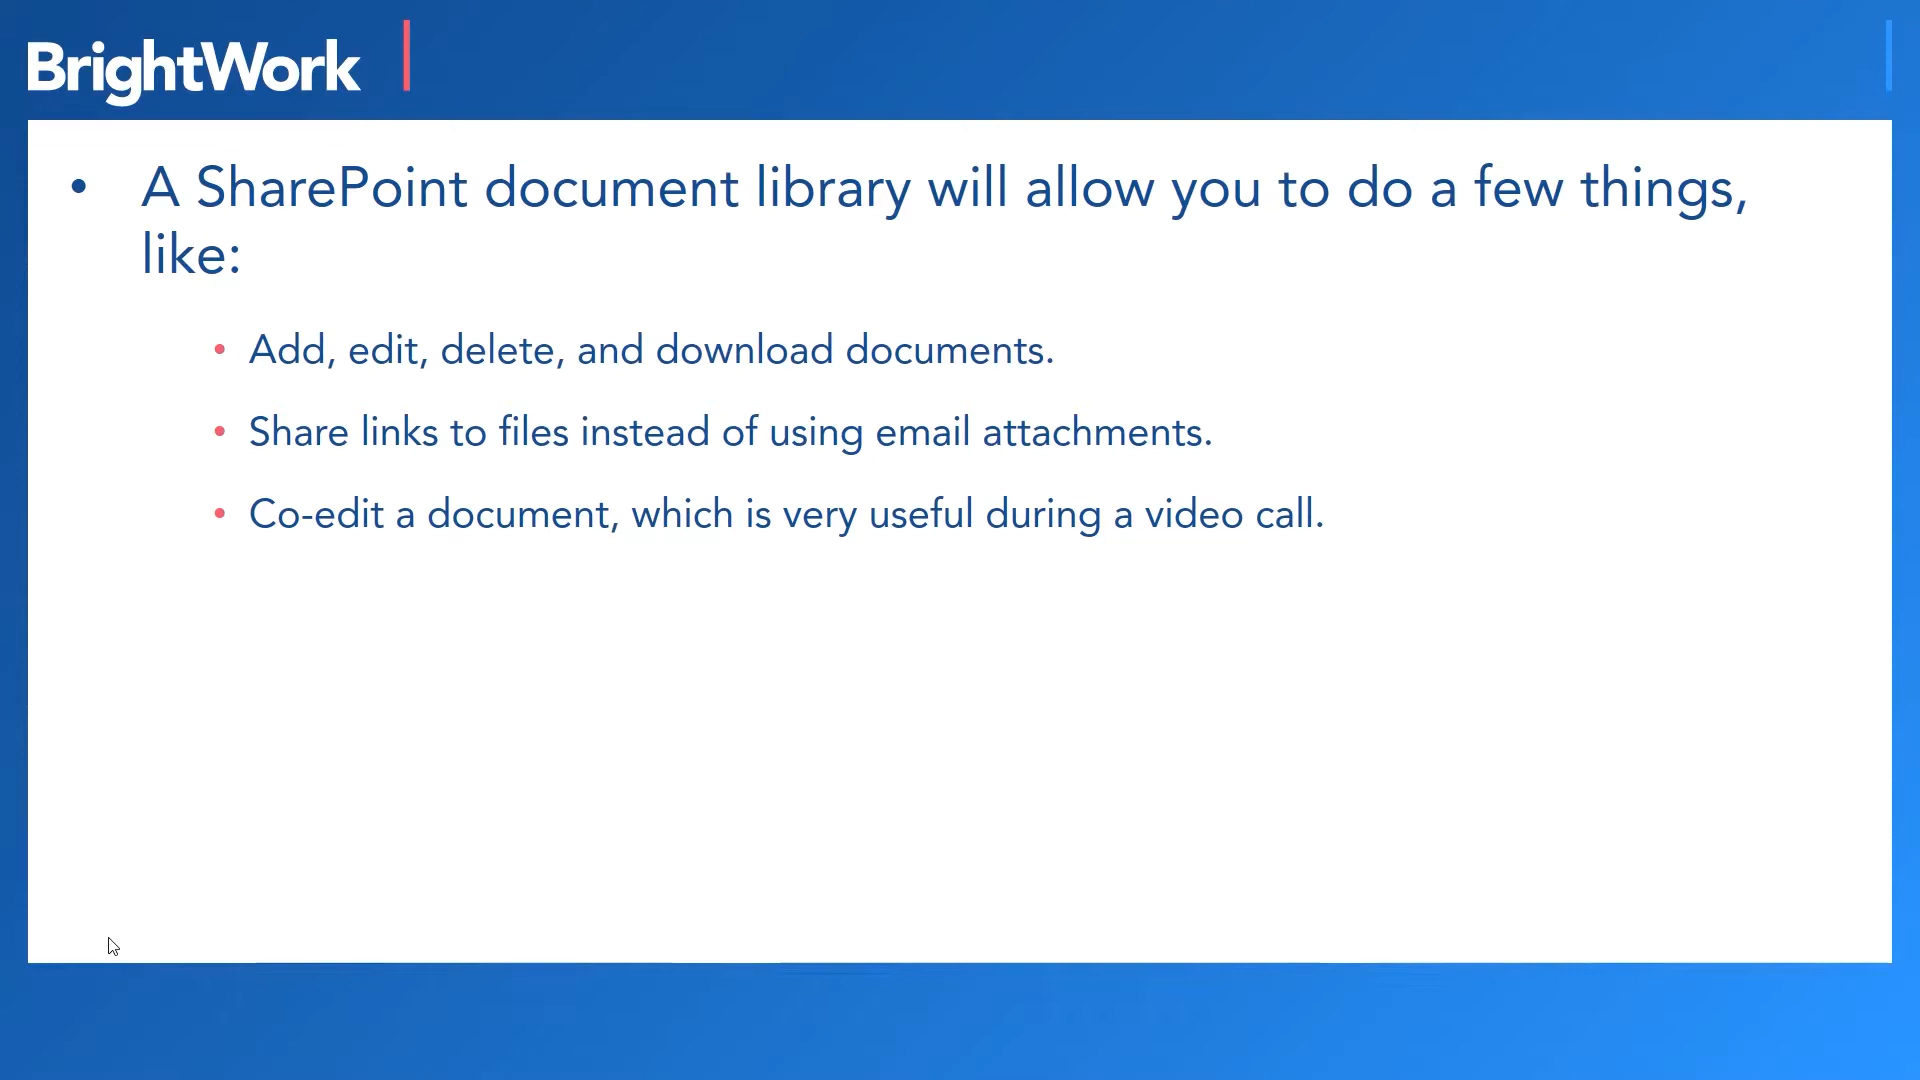 BrightWork
• A SharePoint document library will allow you to do a few things,
like:
• Add, edit, delete, and download documents.
• Share links to files instead of using email attachments.
• Co-edit a document, which is very useful during a video call.